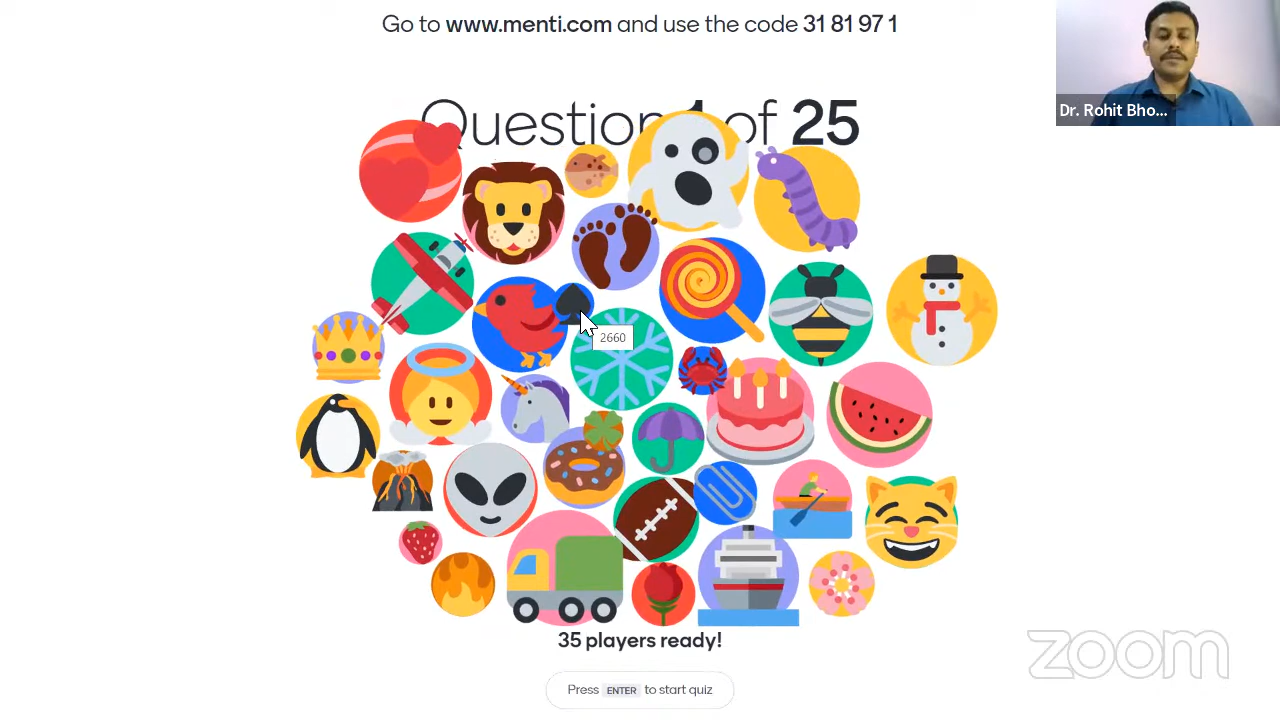 Go to www.menti.com and use the code 31 81 97 1
Dr. Rohit Bho...
Question 1 of 25
2660
35 players ready!
zoom
Press ENTER to start quiz